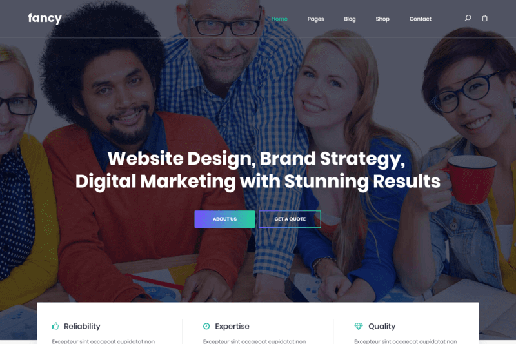 fancy
Home
Pages
Blog
Shop
Contact
Website Design, Brand Strategy,
Digital Marketing with Stunning Results
ABOUT US
GET A QUOTE
Reliability
Expertise
Quality
Excepteur sint occaecat cupidatat non
Excepteur sint occaecat cupidatat non
Excepteur sint occaecat cupidatat non